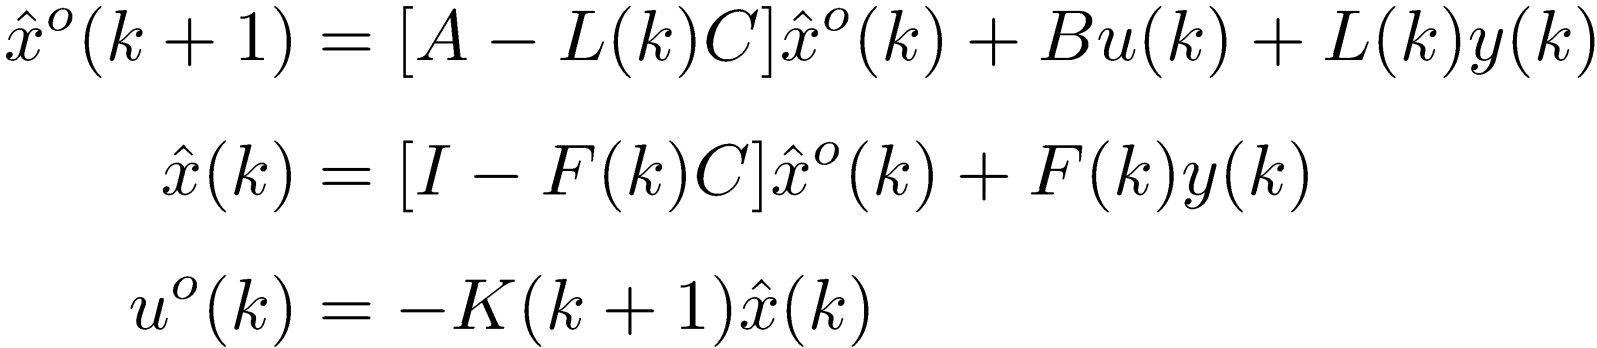 x̂ᵒ(k + 1) = [A − L(k)C]x̂ᵒ(k) + Bu(k) + L(k)y(k)
x̂(k) = [I − F(k)C]x̂ᵒ(k) + F(k)y(k)
uᵒ(k) = −K(k + 1)x̂(k)